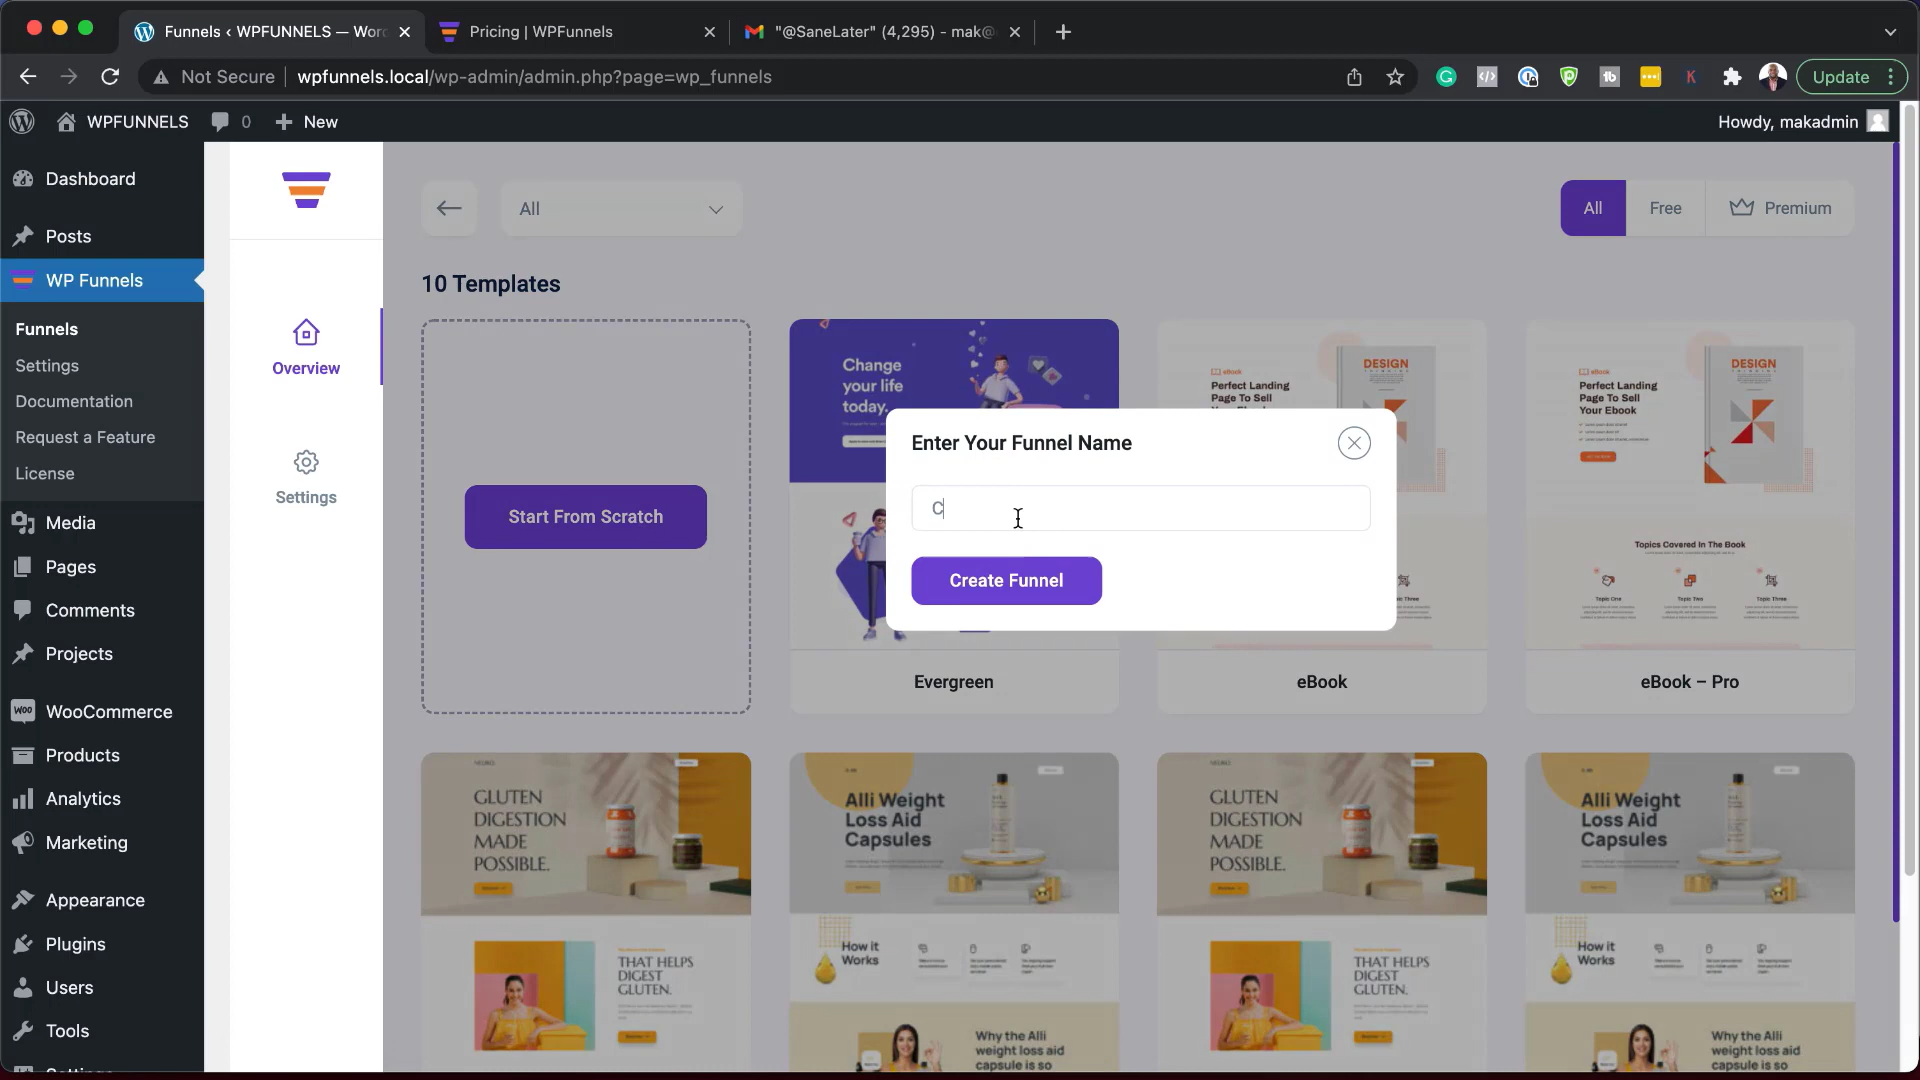 Funnels ‹ WPFUNNELS — Wor
Pricing | WPFunnels
"@SaneLater" (4,295) - mak@
Not Secure
wpfunnels.local/wp-admin/admin.php?page=wp_funnels
Update
WPFUNNELS
0
New
Howdy, makadmin
Dashboard
Posts
WP Funnels
Funnels
Settings
Documentation
Request a Feature
License
Media
Pages
Comments
Projects
WooCommerce
Products
Analytics
Marketing
Appearance
Plugins
Users
Tools
Overview
Settings
All
All
Free
Premium
10 Templates
Start From Scratch
Change
your life
today.
Evergreen
eBook
Perfect Landing
Page To Sell
DESIGN
eBook
eBook
Perfect Landing
Page To Sell
Your Ebook
DESIGN
Topics Covered In The Book
Topic One
Topic Two
Topic Three
eBook – Pro
Enter Your Funnel Name
C
Create Funnel
GLUTEN
DIGESTION
MADE
POSSIBLE.
THAT HELPS
DIGEST
GLUTEN.
Alli Weight
Loss Aid
Capsules
How it
Works
Why the Alli
weight loss aid
capsule is so
GLUTEN
DIGESTION
MADE
POSSIBLE.
THAT HELPS
DIGEST
GLUTEN.
Alli Weight
Loss Aid
Capsules
How it
Works
Why the Alli
weight loss aid
capsule is so